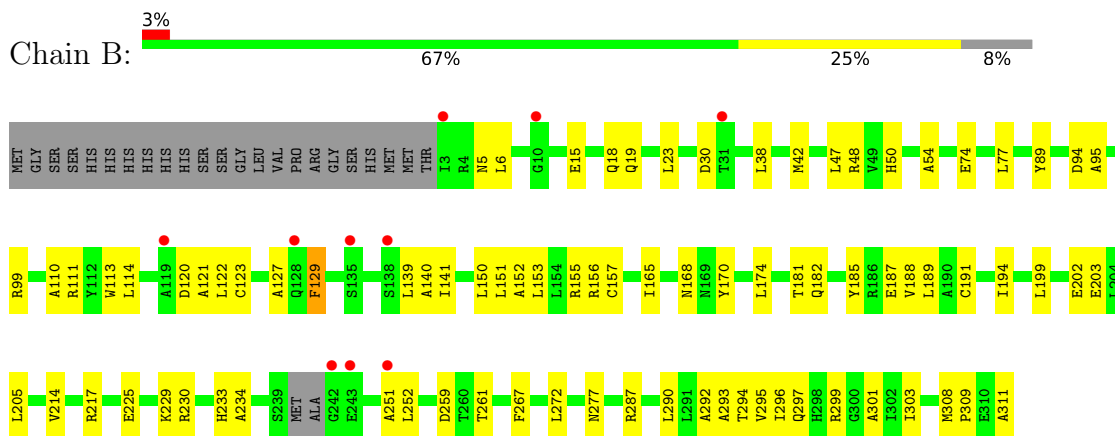 3%
Chain B:
67% 25% 8%
MET GLY SER SER HIS HIS HIS HIS HIS HIS SER SER GLY LEU VAL PRO ARG GLY SER HIS MET MET THR I3 R4 N5 L6 G10 E15 Q18 Q19 L23 D30 T31 L38 M42 L47 R48 V49 H50 A54 E74 L77 Y89 D94 A95
R99 A110 R111 Y112 W113 L114 A119 D120 A121 L122 C123 A127 Q128 F129 S135 S138 L139 A140 I141 L150 L151 A152 L153 L154 R155 R156 C157 I165 N168 N169 Y170 L174 T181 Q182 Y185 R186 E187 V188 L189 A190 C191 I194 L199 E202 E203 L204
L205 V214 R217 E225 K229 R230 H233 A234 S239 MET ALA G242 E243 A251 L252 D259 T260 T261 F267 L272 N277 R287 L290 L291 A292 A293 T294 V295 I296 Q297 H298 R299 G300 A301 I302 I303 M308 P309 E310 A311